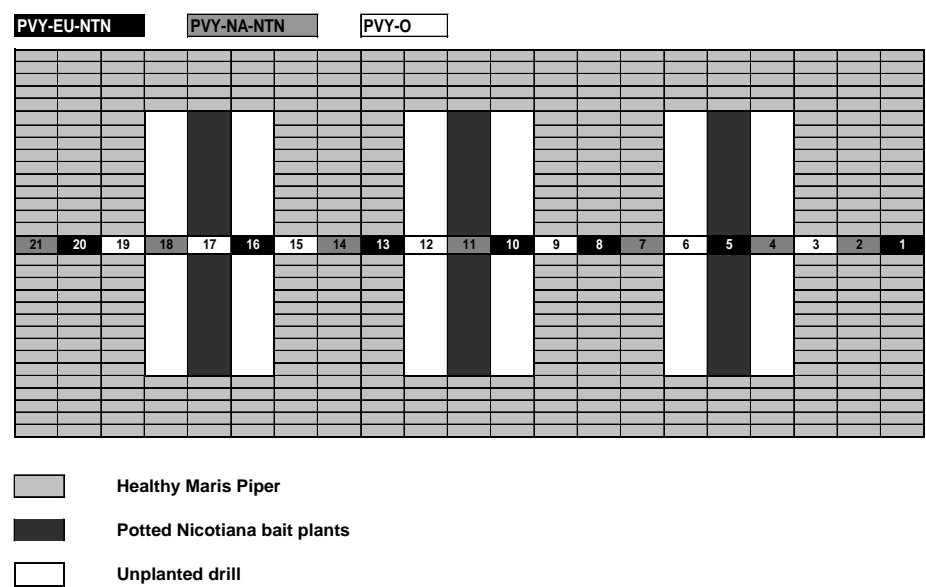 PVY-EU-NTN PVY-NA-NTN PVY-O
21 20 19 18 17 16 15 14 13 12 11 10 9 8 7 6 5 4 3 2 1
Healthy Maris Piper
Potted Nicotiana bait plants
Unplanted drill